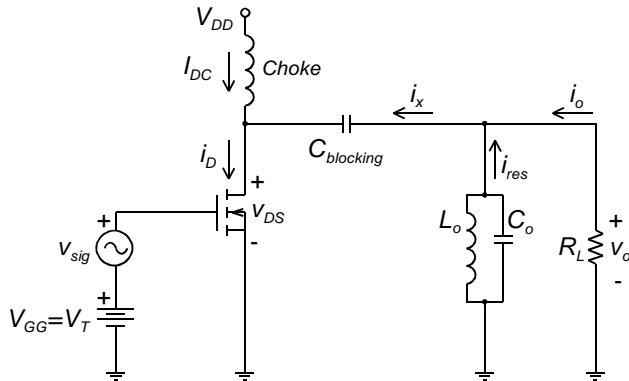 V_DD
I_DC
Choke
i_x
i_o
i_D
C_blocking
i_res
+
v_DS
-
+
v_sig
L_o
C_o
R_L
+
v_o
-
+
V_GG=V_T